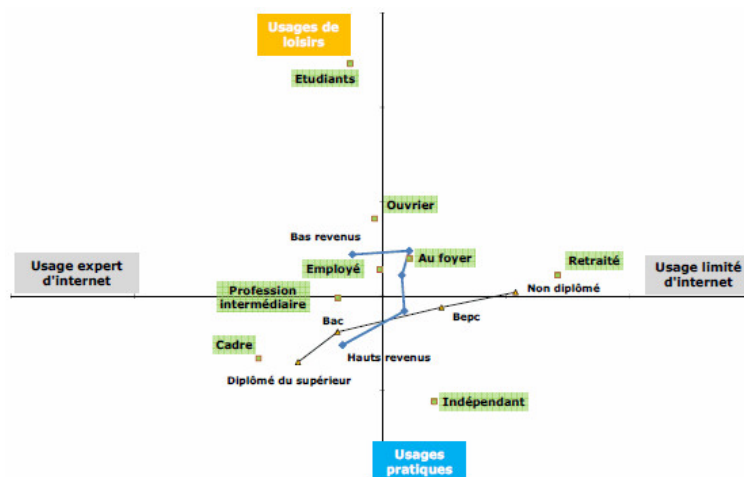 Usages de
loisirs
Etudiants
Ouvrier
Bas revenus
Usage expert
d'internet
Employé
Au foyer
Retraité
Usage limité
d'internet
Profession
intermédiaire
Non diplômé
Bac
Bepc
Cadre
Hauts revenus
Diplômé du supérieur
Indépendant
Usages
pratiques